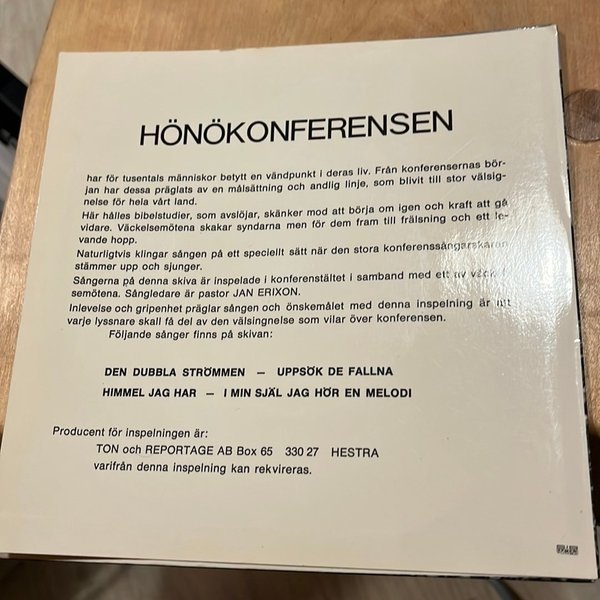 HÖNÖKONFERENSEN
har för tusentals människor betytt en vändpunkt i deras liv. Från konferensernas bör-
jan har dessa präglats av en målsättning och andlig linje, som blivit till stor välsig-
nelse för hela vårt land.
Här hålles bibelstudier, som avslöjar, skänker mod att börja om igen och kraft att gå
vidare. Väckelsemötena skakar syndarna men för dem fram till frälsning och ett le-
vande hopp.
Naturligtvis klingar sången på ett speciellt sätt när den stora konferenssångarskaran
stämmer upp och sjunger.
Sångerna på denna skiva är inspelade i konferenstältet i samband med ett av väck
semötena. Sångledare är pastor JAN ERIXON.
Inlevelse och gripenhet präglar sången och önskemålet med denna inspelning är att
varje lyssnare skall få del av den välsingnelse som vilar över konferensen.
Följande sånger finns på skivan:
DEN DUBBLA STRÖMMEN — UPPSÖK DE FALLNA
HIMMEL JAG HAR — I MIN SJÄL JAG HÖR EN MELODI
Producent för inspelningen är:
TON och REPORTAGE AB Box 65 330 27 HESTRA
varifrån denna inspelning kan rekvireras.